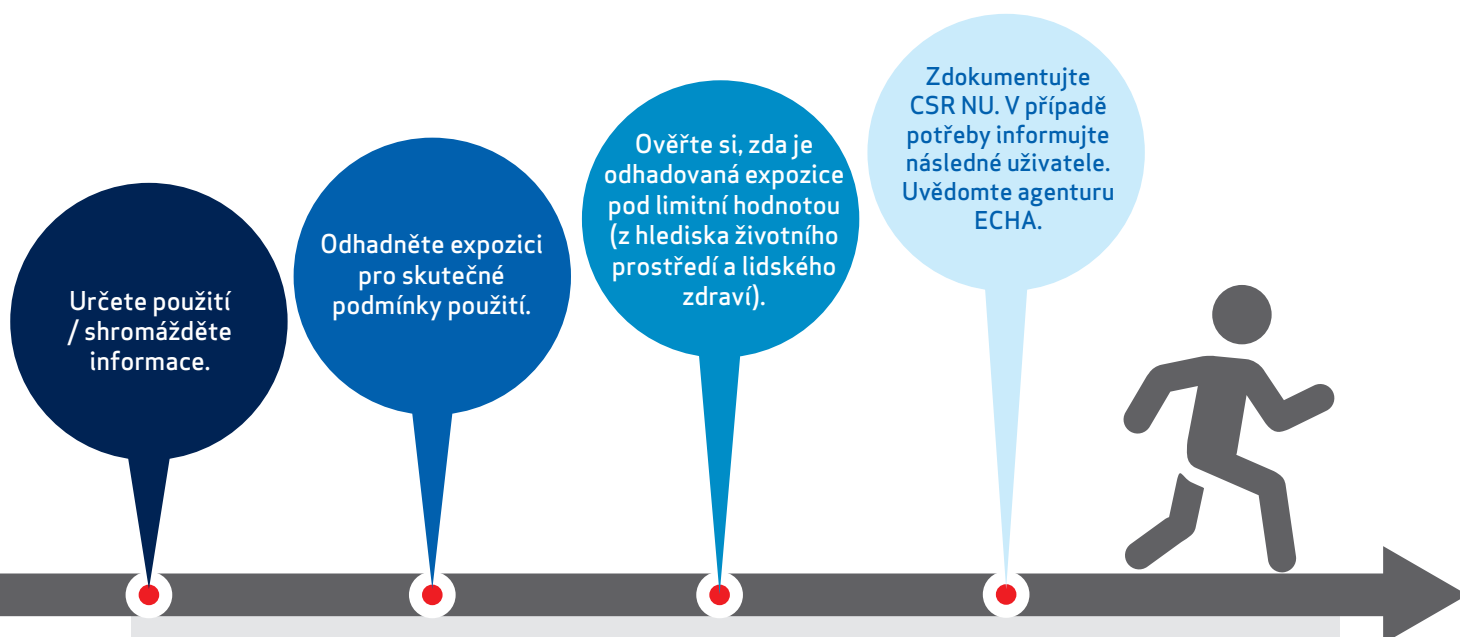 Určete použití
/ shromážděte
informace.
Odhadněte expozici
pro skutečné
podmínky použití.
Ověřte si, zda je
odhadovaná expozice
pod limitní hodnotou
(z hlediska životního
prostředí a lidského
zdraví).
Zdokumentujte
CSR NU. V případě
potřeby informujte
následné uživatele.
Uvědomte agenturu
ECHA.